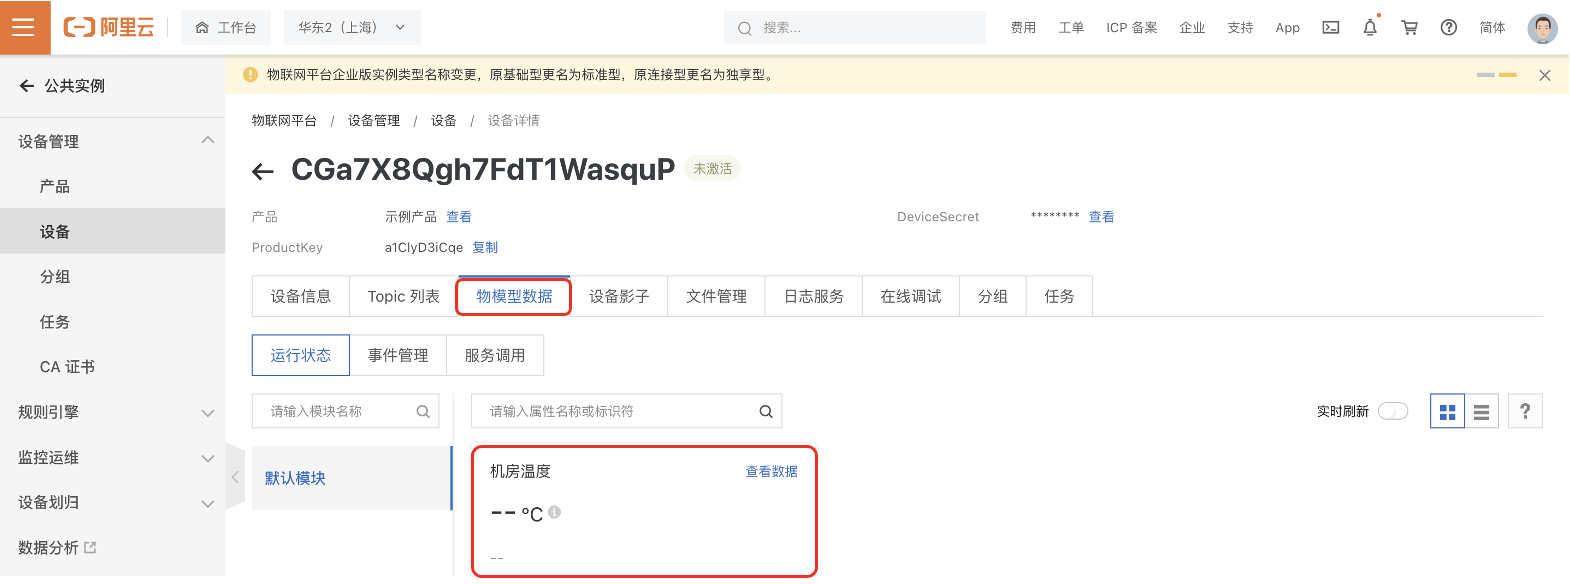 阿里云
工作台
华东2（上海）
搜索...
费用
工单
ICP 备案
企业
支持
App
简体
公共实例
设备管理
产品
设备
分组
任务
CA 证书
规则引擎
监控运维
设备划归
数据分析
物联网平台企业版实例类型名称变更，原基础型更名为标准型，原连接型更名为独享型。
物联网平台 / 设备管理 / 设备 / 设备详情
CGa7X8Qgh7FdT1WasquP 未激活
产品 示例产品 查看
DeviceSecret ******** 查看
ProductKey a1ClyD3iCqe 复制
设备信息 Topic 列表 物模型数据 设备影子 文件管理 日志服务 在线调试 分组 任务
运行状态 事件管理 服务调用
请输入模块名称
请输入属性名称或标识符
实时刷新
?
默认模块
机房温度 查看数据
-- °C
--